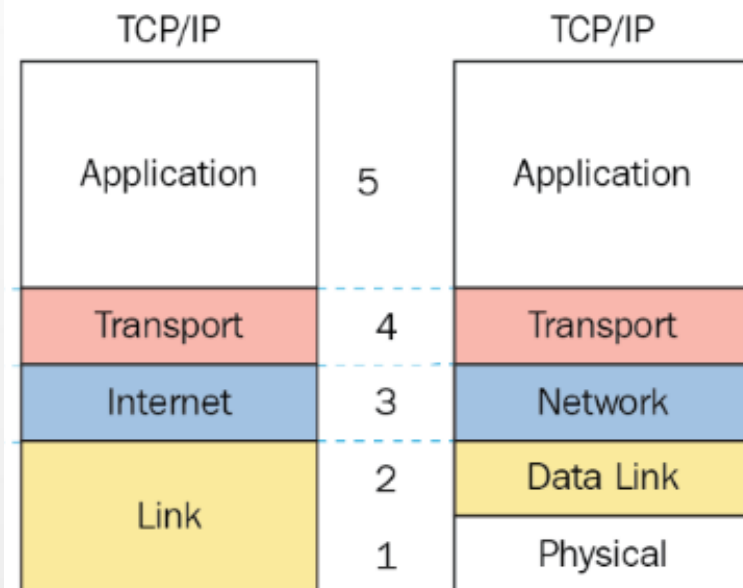 TCP/IP TCP/IP
Application 5 Application
Transport 4 Transport
Internet 3 Network
2 Data Link
Link
1 Physical